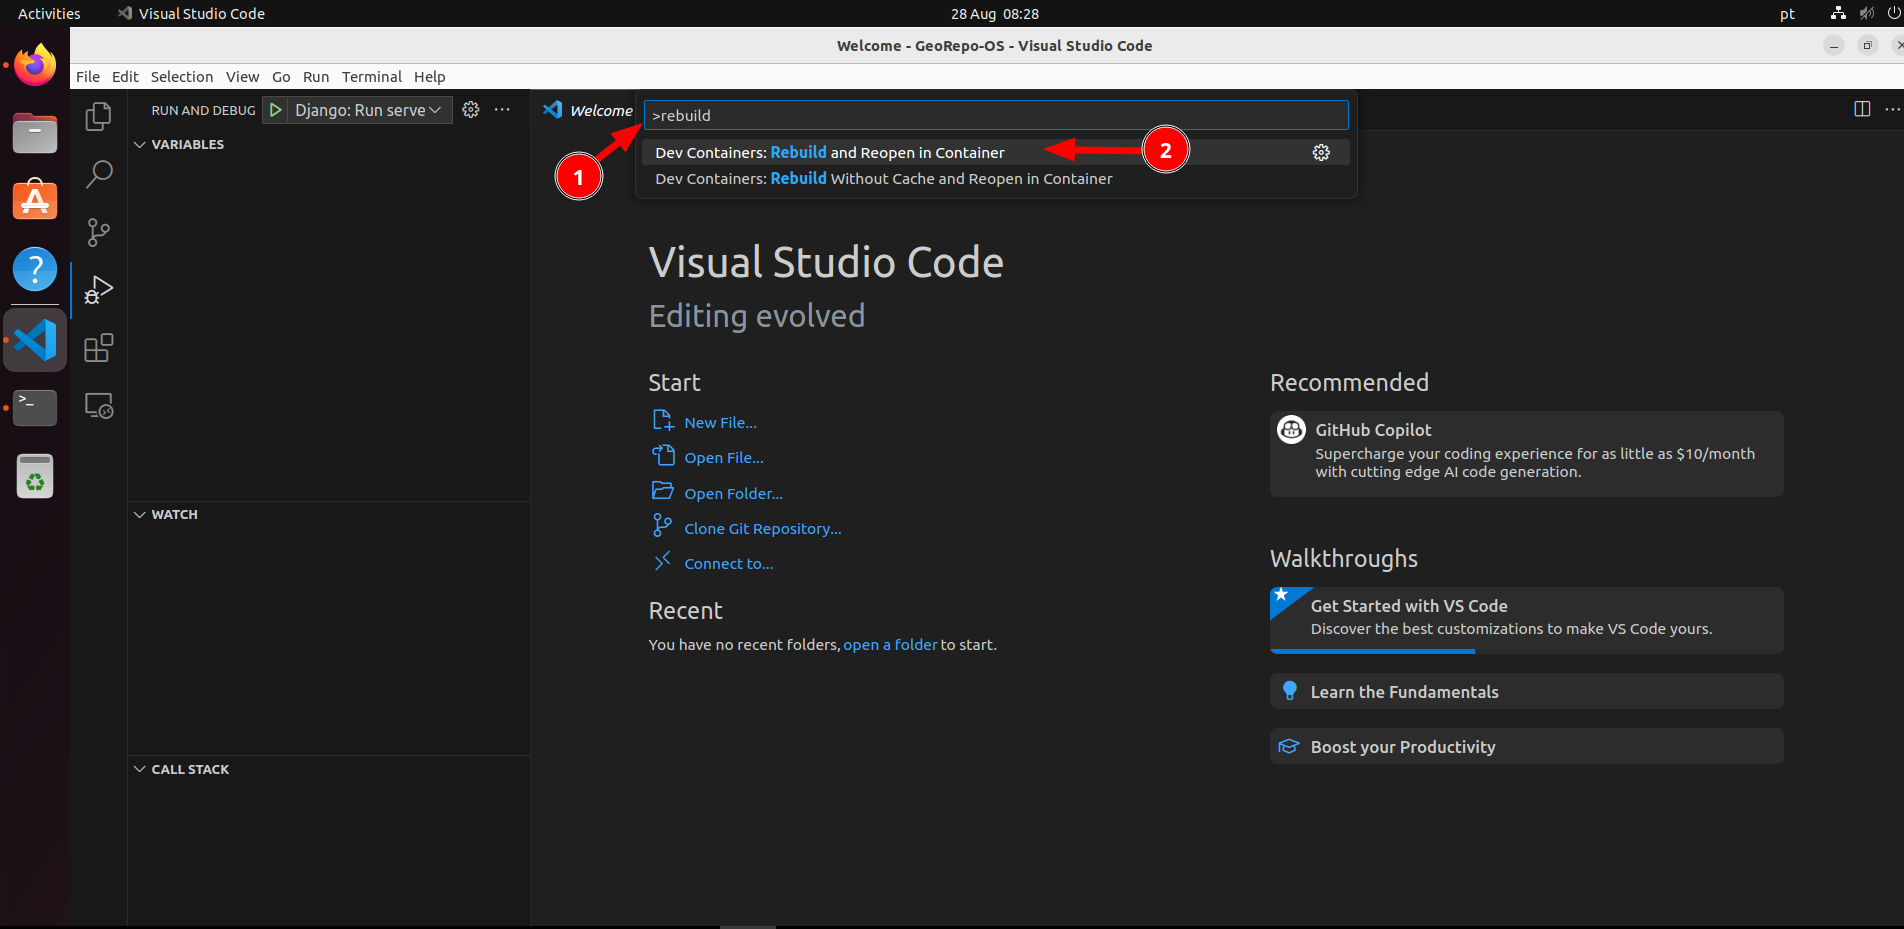 Activities
Visual Studio Code
28 Aug 08:28
pt
Welcome - GeoRepo-OS - Visual Studio Code
File Edit Selection View Go Run Terminal Help
RUN AND DEBUG
Django: Run serve
Welcome
>rebuild
VARIABLES
Dev Containers: Rebuild and Reopen in Container
Dev Containers: Rebuild Without Cache and Reopen in Container
1
2
Visual Studio Code
Editing evolved
Start
New File...
Open File...
Open Folder...
Clone Git Repository...
Connect to...
Recent
You have no recent folders, open a folder to start.
Recommended
GitHub Copilot
Supercharge your coding experience for as little as $10/month
with cutting edge AI code generation.
Walkthroughs
Get Started with VS Code
Discover the best customizations to make VS Code yours.
Learn the Fundamentals
Boost your Productivity
WATCH
CALL STACK